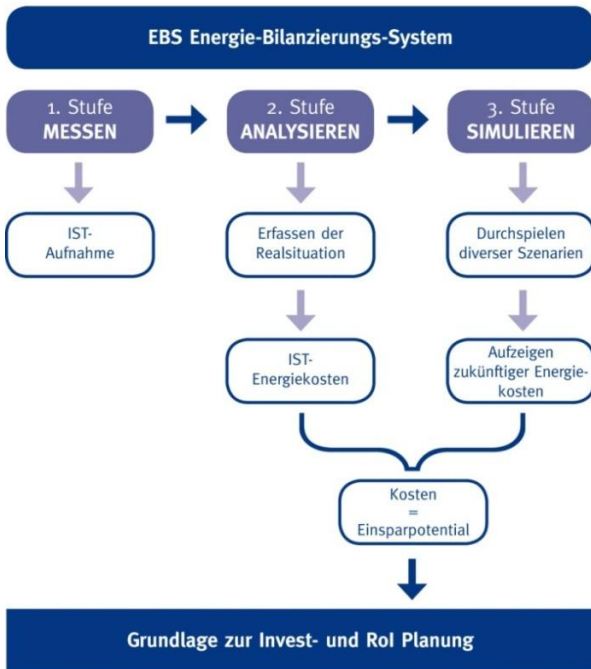 EBS Energie-Bilanzierungs-System
1. Stufe
MESSEN
2. Stufe
ANALYSIEREN
3. Stufe
SIMULIEREN
IST-
Aufnahme
Erfassen der
Realsituation
Durchspielen
diverser Szenarien
IST-
Energiekosten
Aufzeigen
zukünftiger Energie-
kosten
Kosten
=
Einsparpotential
Grundlage zur Invest- und RoI Planung